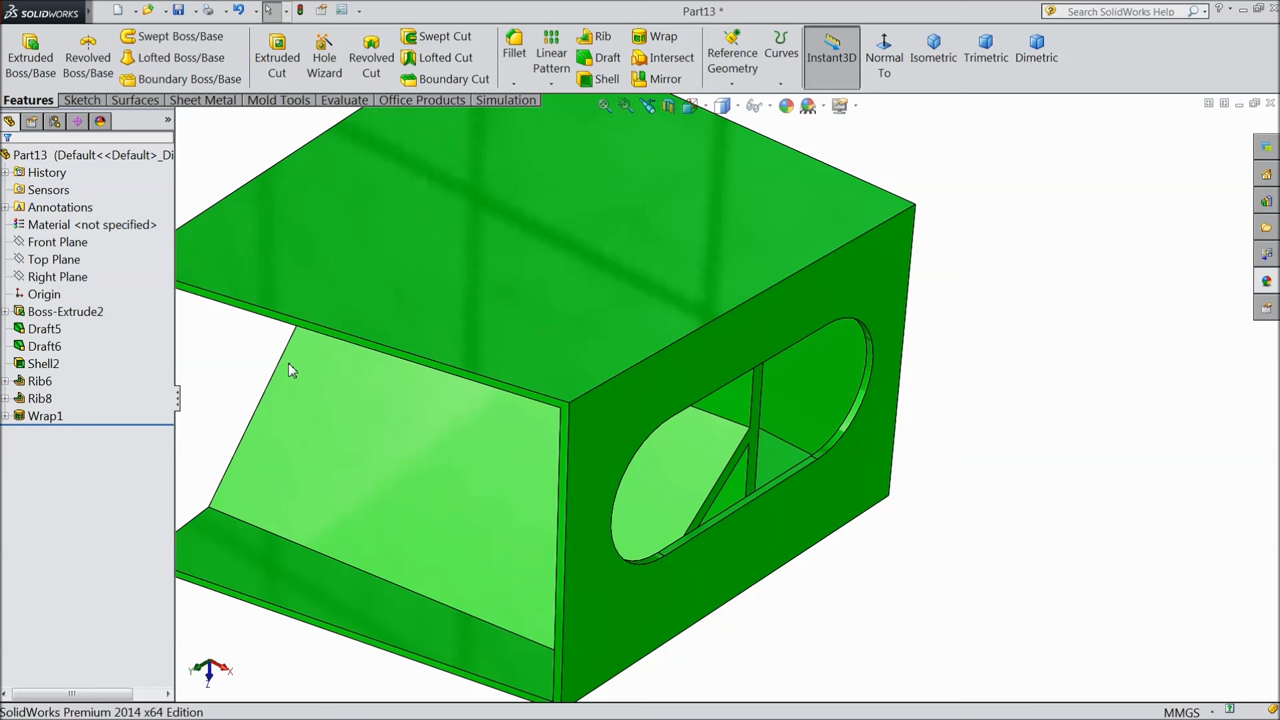 SOLIDWORKS
Part13 *
Search SolidWorks Help
Extruded Boss/Base
Revolved Boss/Base
Swept Boss/Base
Lofted Boss/Base
Boundary Boss/Base
Extruded Cut
Hole Wizard
Revolved Cut
Swept Cut
Lofted Cut
Boundary Cut
Fillet
Linear Pattern
Rib
Draft
Shell
Wrap
Intersect
Mirror
Reference Geometry
Curves
Instant3D
Normal To
Isometric
Trimetric
Dimetric
Features Sketch Surfaces Sheet Metal Mold Tools Evaluate Office Products Simulation
Part13 (Default<<Default>_Di
History
Sensors
Annotations
Material <not specified>
Front Plane
Top Plane
Right Plane
Origin
Boss-Extrude2
Draft5
Draft6
Shell2
Rib6
Rib8
Wrap1
Y X Z
SolidWorks Premium 2014 x64 Edition
MMGS